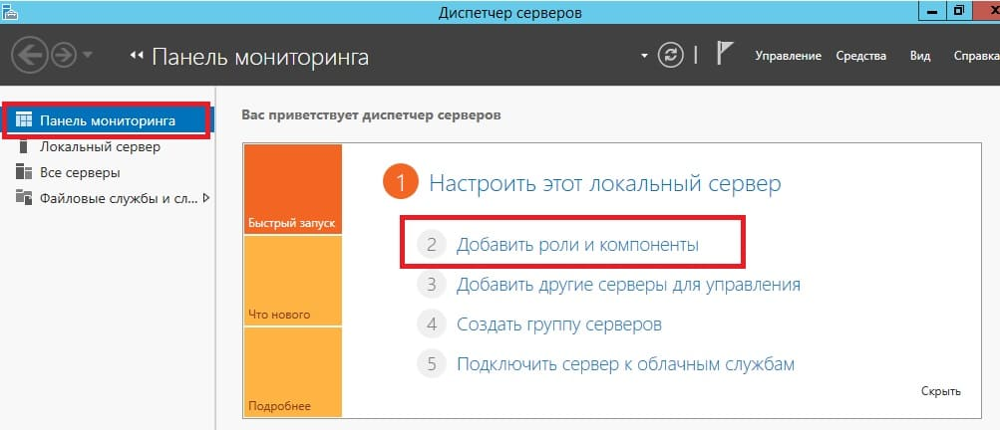 Диспетчер серверов
Панель мониторинга
Управление Средства Вид Справка
Панель мониторинга
Локальный сервер
Все серверы
Файловые службы и сл...
Вас приветствует диспетчер серверов
Быстрый запуск
Что нового
Подробнее
1 Настроить этот локальный сервер
2 Добавить роли и компоненты
3 Добавить другие серверы для управления
4 Создать группу серверов
5 Подключить сервер к облачным службам
Скрыть